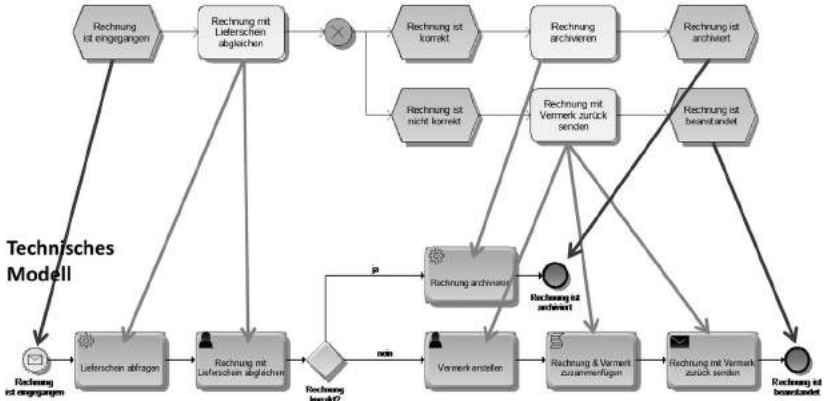 Rechnung
ist eingegangen
Rechnung mit
Lieferschein
abgleichen
Rechnung ist
korrekt
Rechnung
archivieren
Rechnung ist
archiviert
Rechnung ist
nicht korrekt
Rechnung mit
Vermerk zurück
senden
Rechnung ist
beanstandet
Technisches
Modell
ja
Rechnung archivieren
Rechnung ist
archiviert
Rechnung
ist eingegangen
Lieferschein abfragen
Rechnung mit
Lieferschein abgleichen
Rechnung
korrekt?
nein
Vermerk erstellen
Rechnung & Vermerk
zusammenfügen
Rechnung mit Vermerk
zurück senden
Rechnung ist
beanstandet